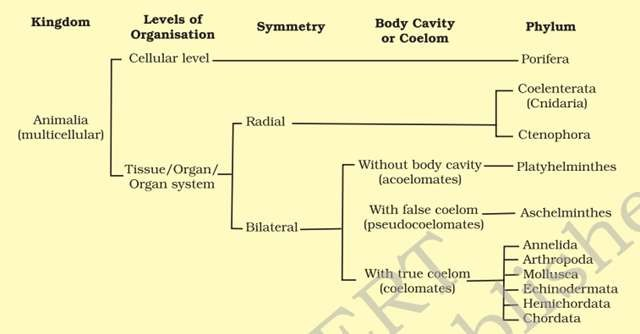 Kingdom
Levels of
Organisation
Symmetry
Body Cavity
or Coelom
Phylum
Cellular level
Porifera
Animalia
(multicellular)
Radial
Coelenterata
(Cnidaria)
Ctenophora
Tissue/Organ/
Organ system
Without body cavity
(acoelomates)
Platyhelminthes
Bilateral
With false coelom
(pseudocoelomates)
Aschelminthes
With true coelom
(coelomates)
Annelida
Arthropoda
Mollusca
Echinodermata
Hemichordata
Chordata